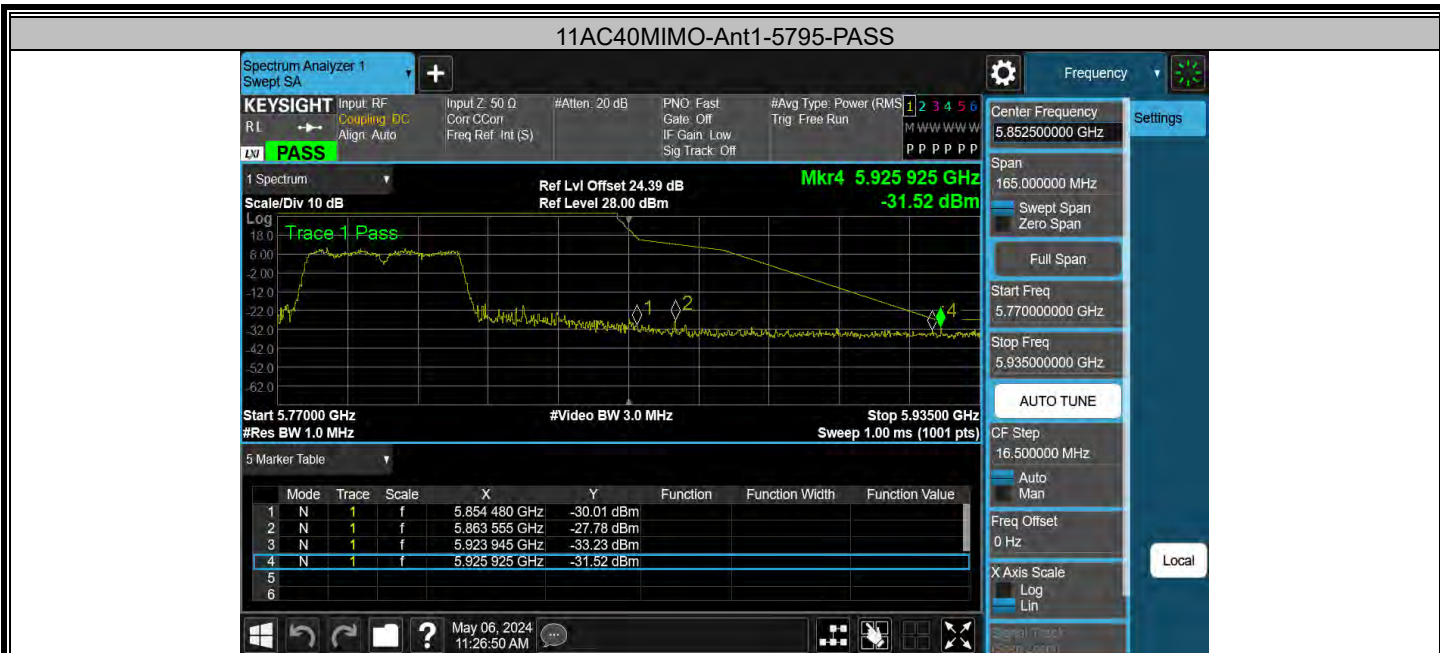 11AC40MIMO-Ant1-5795-PASS
Spectrum Analyzer 1
Swept SA
Frequency
KEYSIGHT
RL
LXI
PASS
Input: RF
Coupling: DC
Align: Auto
Input Z: 50 Ω
Corr CCorr
Freq Ref: Int (S)
#Atten: 20 dB
PNO: Fast
Gate: Off
IF Gain: Low
Sig Track: Off
#Avg Type: Power (RMS
Trig: Free Run
1 2 3 4 5 6
M W W W W W
P P P P P P
1 Spectrum
Scale/Div 10 dB
Ref Lvl Offset 24.39 dB
Ref Level 28.00 dBm
Mkr4 5.925 925 GHz
-31.52 dBm
Log
Trace 1 Pass
18.0
8.00
-2.00
-12.0
-22.0
-32.0
-42.0
-52.0
-62.0
1
2
4
Start 5.77000 GHz
#Video BW 3.0 MHz
Stop 5.93500 GHz
#Res BW 1.0 MHz
Sweep 1.00 ms (1001 pts)
5 Marker Table
Mode Trace Scale X Y Function Function Width Function Value
1 N 1 f 5.854 480 GHz -30.01 dBm
2 N 1 f 5.863 555 GHz -27.78 dBm
3 N 1 f 5.923 945 GHz -33.23 dBm
4 N 1 f 5.925 925 GHz -31.52 dBm
5
6
?
May 06, 2024
11:26:50 AM
Center Frequency
5.852500000 GHz
Settings
Span
165.000000 MHz
Swept Span
Zero Span
Full Span
Start Freq
5.770000000 GHz
Stop Freq
5.935000000 GHz
AUTO TUNE
CF Step
16.500000 MHz
Auto
Man
Freq Offset
0 Hz
X Axis Scale
Log
Lin
Local
Signal Track